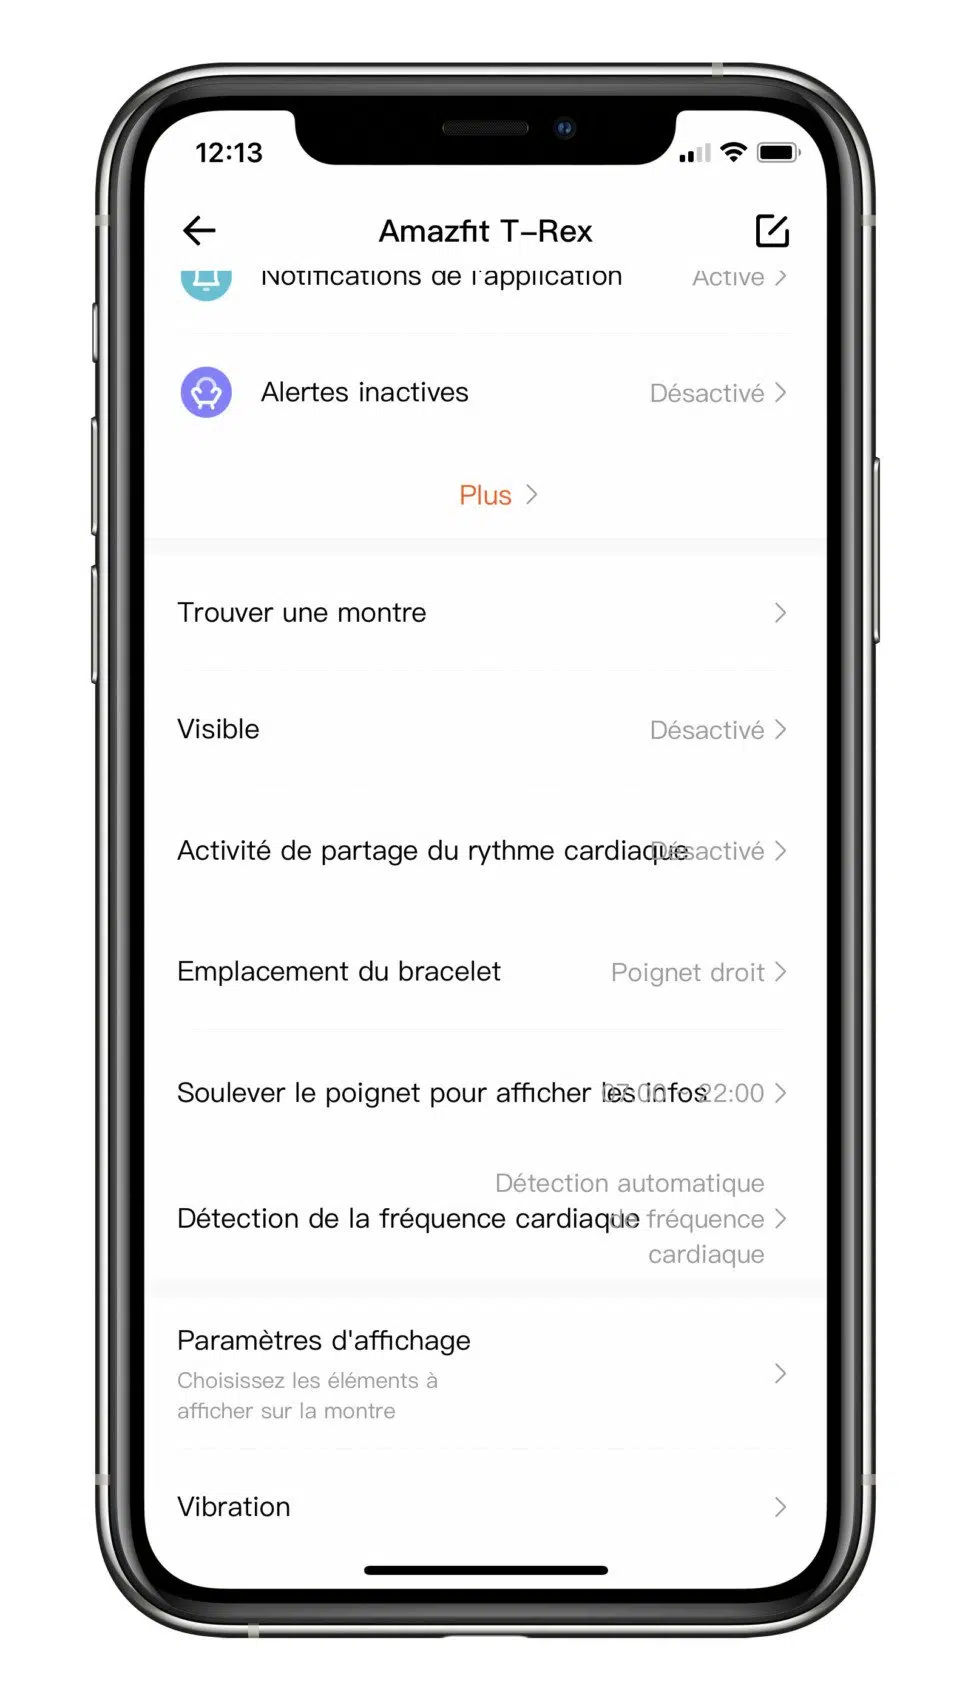 12:13
Amazfit T-Rex
Notifications de l'application Activé
Alertes inactives Désactivé
Plus
Trouver une montre
Visible Désactivé
Activité de partage du rythme cardiaque Désactivé
Emplacement du bracelet Poignet droit
Soulever le poignet pour afficher les infos 07:00 - 22:00
Détection de la fréquence cardiaque Détection automatique
de fréquence
cardiaque
Paramètres d'affichage
Choisissez les éléments à
afficher sur la montre
Vibration